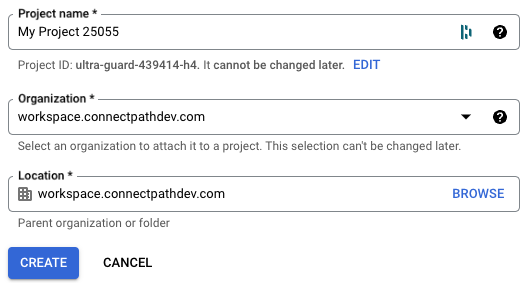 Project name *
My Project 25055
Project ID: ultra-guard-439414-h4. It cannot be changed later. EDIT
Organization *
workspace.connectpathdev.com
Select an organization to attach it to a project. This selection can't be changed later.
Location *
workspace.connectpathdev.com BROWSE
Parent organization or folder
CREATE CANCEL